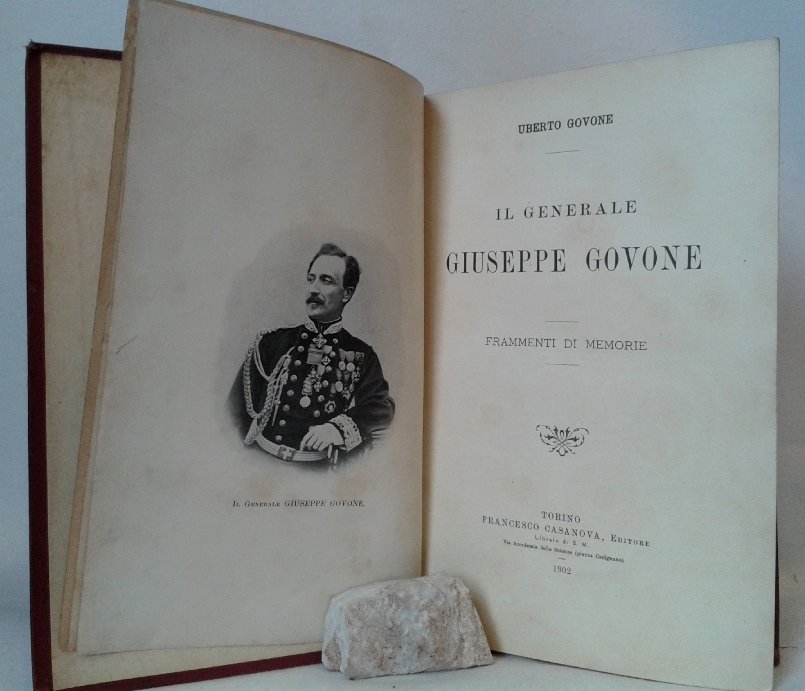 IL GENERALE GIUSEPPE GOVONE.
UBERTO GOVONE
IL GENERALE
GIUSEPPE GOVONE
FRAMMENTI DI MEMORIE
TORINO
FRANCESCO CASANOVA, EDITORE
Libraio di S. M.
Via Accademia delle Scienze (piazza Carignano)
1902